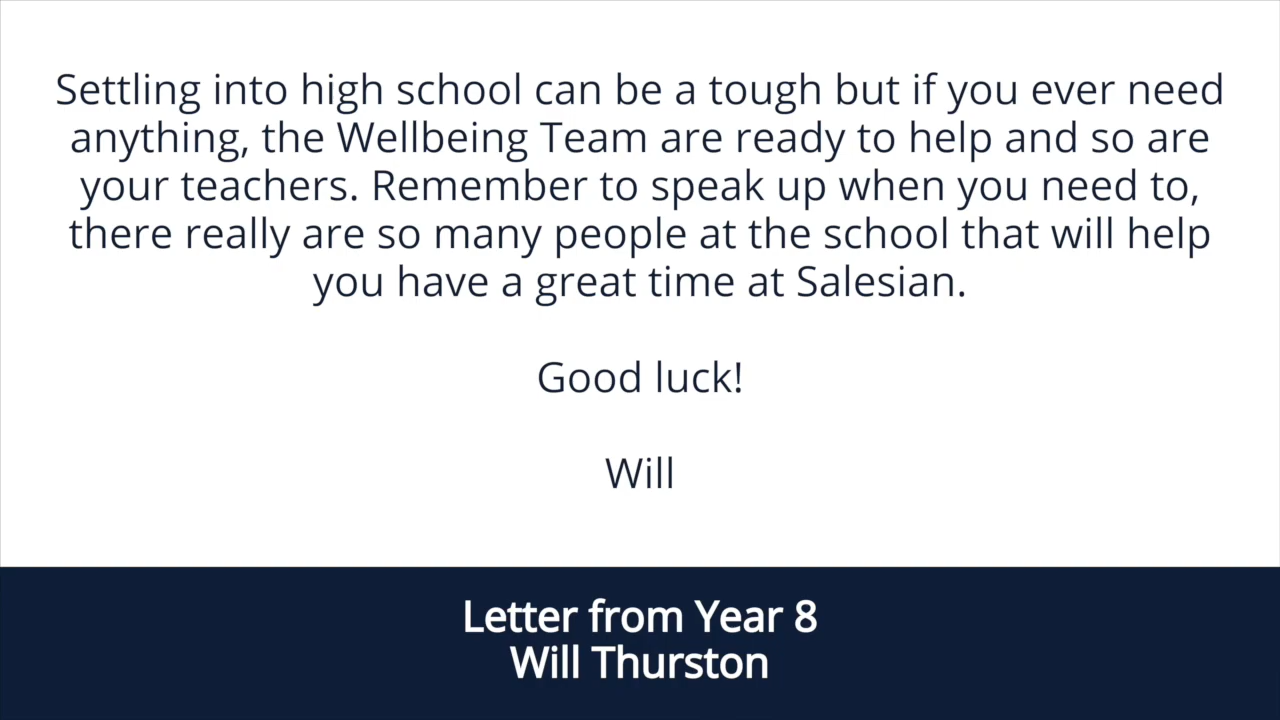 Settling into high school can be a tough but if you ever need
anything, the Wellbeing Team are ready to help and so are
your teachers. Remember to speak up when you need to,
there really are so many people at the school that will help
you have a great time at Salesian.
Good luck!
Will
Letter from Year 8
Will Thurston